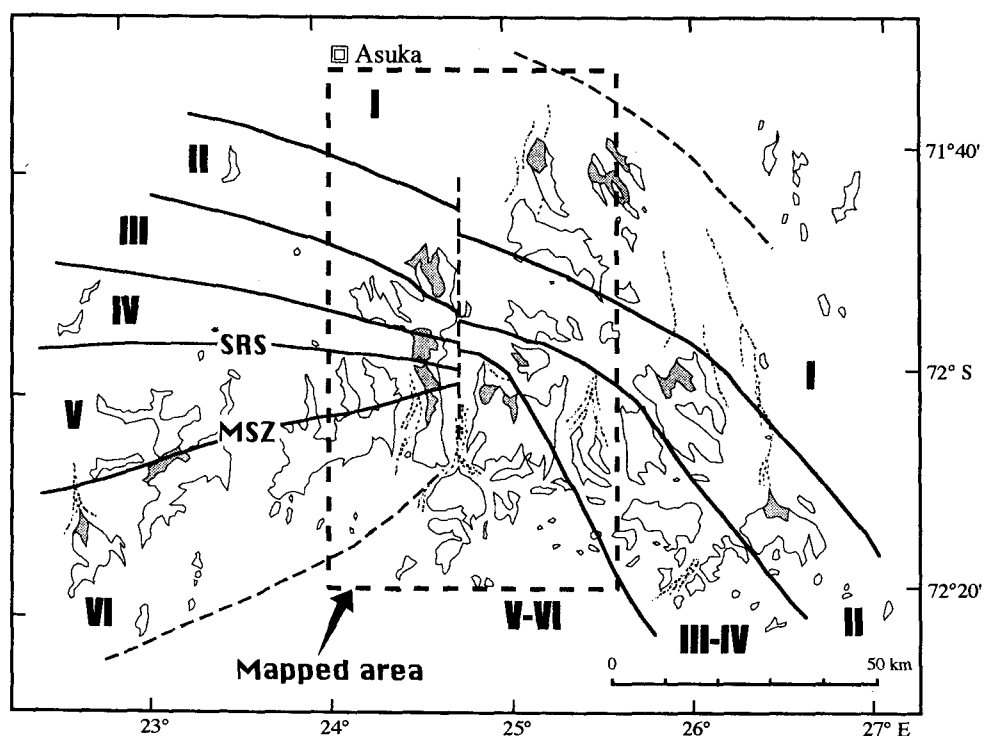 Asuka
I
II
71°40'
III
IV
SRS
72° S
I
V
MSZ
72°20'
VI
V-VI
III-IV
II
Mapped area
0 50 km
23° 24° 25° 26° 27° E